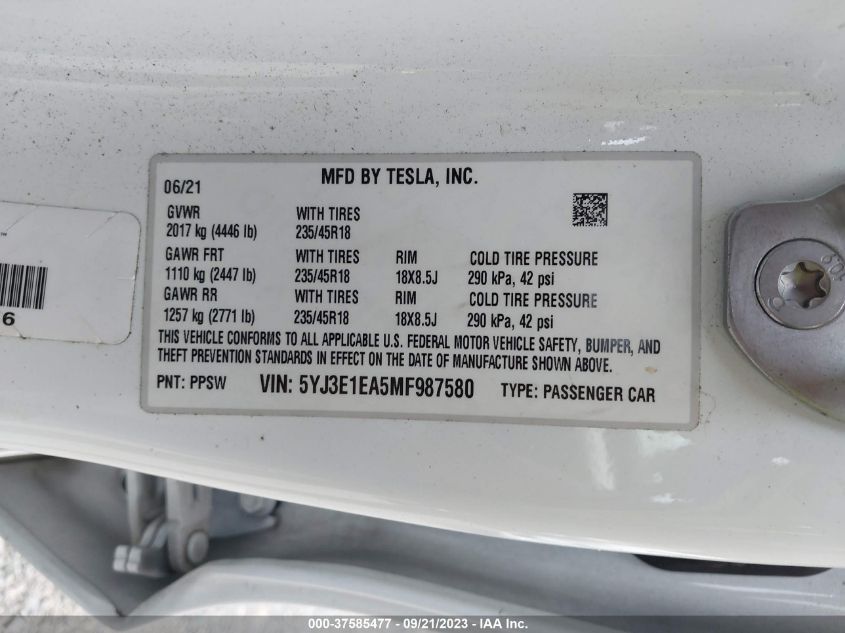 MFD BY TESLA, INC.
06/21
GVWR WITH TIRES
2017 kg (4446 lb) 235/45R18
GAWR FRT WITH TIRES RIM COLD TIRE PRESSURE
1110 kg (2447 lb) 235/45R18 18X8.5J 290 kPa, 42 psi
GAWR RR WITH TIRES RIM COLD TIRE PRESSURE
1257 kg (2771 lb) 235/45R18 18X8.5J 290 kPa, 42 psi
THIS VEHICLE CONFORMS TO ALL APPLICABLE U.S. FEDERAL MOTOR VEHICLE SAFETY, BUMPER, AND
THEFT PREVENTION STANDARDS IN EFFECT ON THE DATE OF MANUFACTURE SHOWN ABOVE.
PNT: PPSW VIN: 5YJ3E1EA5MF987580 TYPE: PASSENGER CAR
TM
6
000-37585477 - 09/21/2023 - IAA, Inc.